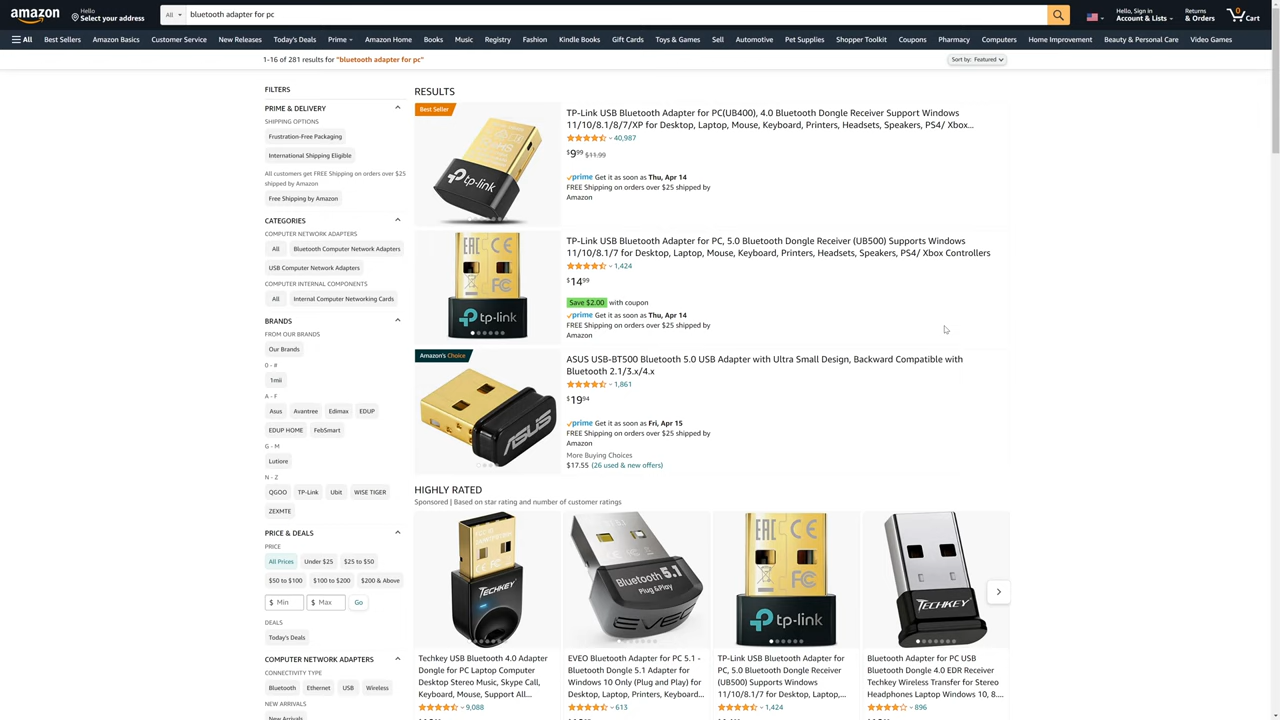 amazon
Hello
Select your address
All
bluetooth adapter for pc
Hello, Sign in
Account & Lists
Returns
& Orders
0
Cart
All
Best Sellers
Amazon Basics
Customer Service
New Releases
Today's Deals
Prime
Amazon Home
Books
Music
Registry
Fashion
Kindle Books
Gift Cards
Toys & Games
Sell
Automotive
Pet Supplies
Shopper Toolkit
Coupons
Pharmacy
Computers
Home Improvement
Beauty & Personal Care
Video Games
1-16 of 281 results for "bluetooth adapter for pc"
Sort by: Featured
FILTERS
PRIME & DELIVERY
SHIPPING OPTIONS
Frustration-Free Packaging
International Shipping Eligible
All customers get FREE Shipping on orders over $25
shipped by Amazon
Free Shipping by Amazon
CATEGORIES
COMPUTER NETWORK ADAPTERS
All
Bluetooth Computer Network Adapters
USB Computer Network Adapters
COMPUTER INTERNAL COMPONENTS
All
Internal Computer Networking Cards
BRANDS
FROM OUR BRANDS
Our Brands
0 - #
1mii
A - F
Asus
Avantree
Edimax
EDUP
EDUP HOME
FebSmart
G - M
Lutiore
N - Z
QGOO
TP-Link
Ubit
WISE TIGER
ZEXMTE
PRICE & DEALS
PRICE
All Prices
Under $25
$25 to $50
$50 to $100
$100 to $200
$200 & Above
$ Min
$ Max
Go
DEALS
Today's Deals
COMPUTER NETWORK ADAPTERS
CONNECTIVITY TYPE
Bluetooth
Ethernet
USB
Wireless
NEW ARRIVALS
New Arrivals
RESULTS
Best Seller
tp-link
TP-Link USB Bluetooth Adapter for PC(UB400), 4.0 Bluetooth Dongle Receiver Support Windows
11/10/8.1/8/7/XP for Desktop, Laptop, Mouse, Keyboard, Printers, Headsets, Speakers, PS4/ Xbox...
40,987
$9.99 $11.99
prime Get it as soon as Thu, Apr 14
FREE Shipping on orders over $25 shipped by
Amazon
EAC CE
FC
tp-link
TP-Link USB Bluetooth Adapter for PC, 5.0 Bluetooth Dongle Receiver (UB500) Supports Windows
11/10/8.1/7 for Desktop, Laptop, Mouse, Keyboard, Printers, Headsets, Speakers, PS4/ Xbox Controllers
1,424
$14.99
Save $2.00 with coupon
prime Get it as soon as Thu, Apr 14
FREE Shipping on orders over $25 shipped by
Amazon
Amazon's Choice
ASUS
ASUS USB-BT500 Bluetooth 5.0 USB Adapter with Ultra Small Design, Backward Compatible with
Bluetooth 2.1/3.x/4.x
1,861
$19.94
prime Get it as soon as Fri, Apr 15
FREE Shipping on orders over $25 shipped by
Amazon
More Buying Choices
$17.55 (26 used & new offers)
HIGHLY RATED
Sponsored | Based on star rating and number of customer ratings
TECHKEY
Techkey USB Bluetooth 4.0 Adapter
Dongle for PC Laptop Computer
Desktop Stereo Music, Skype Call,
Keyboard, Mouse, Support All...
9,088
Bluetooth 5.1
Plug &Play
EVEO
EVEO Bluetooth Adapter for PC 5.1 -
Bluetooth Dongle 5.1 Adapter for
Windows 10 Only (Plug and Play) for
Desktop, Laptop, Printers, Keyboard...
613
EAC CE
FC
tp-link
TP-Link USB Bluetooth Adapter for
PC, 5.0 Bluetooth Dongle Receiver
(UB500) Supports Windows
11/10/8.1/7 for Desktop, Laptop,...
1,424
TECHKEY
Bluetooth Adapter for PC USB
Bluetooth Dongle 4.0 EDR Receiver
Techkey Wireless Transfer for Stereo
Headphones Laptop Windows 10, 8....
896